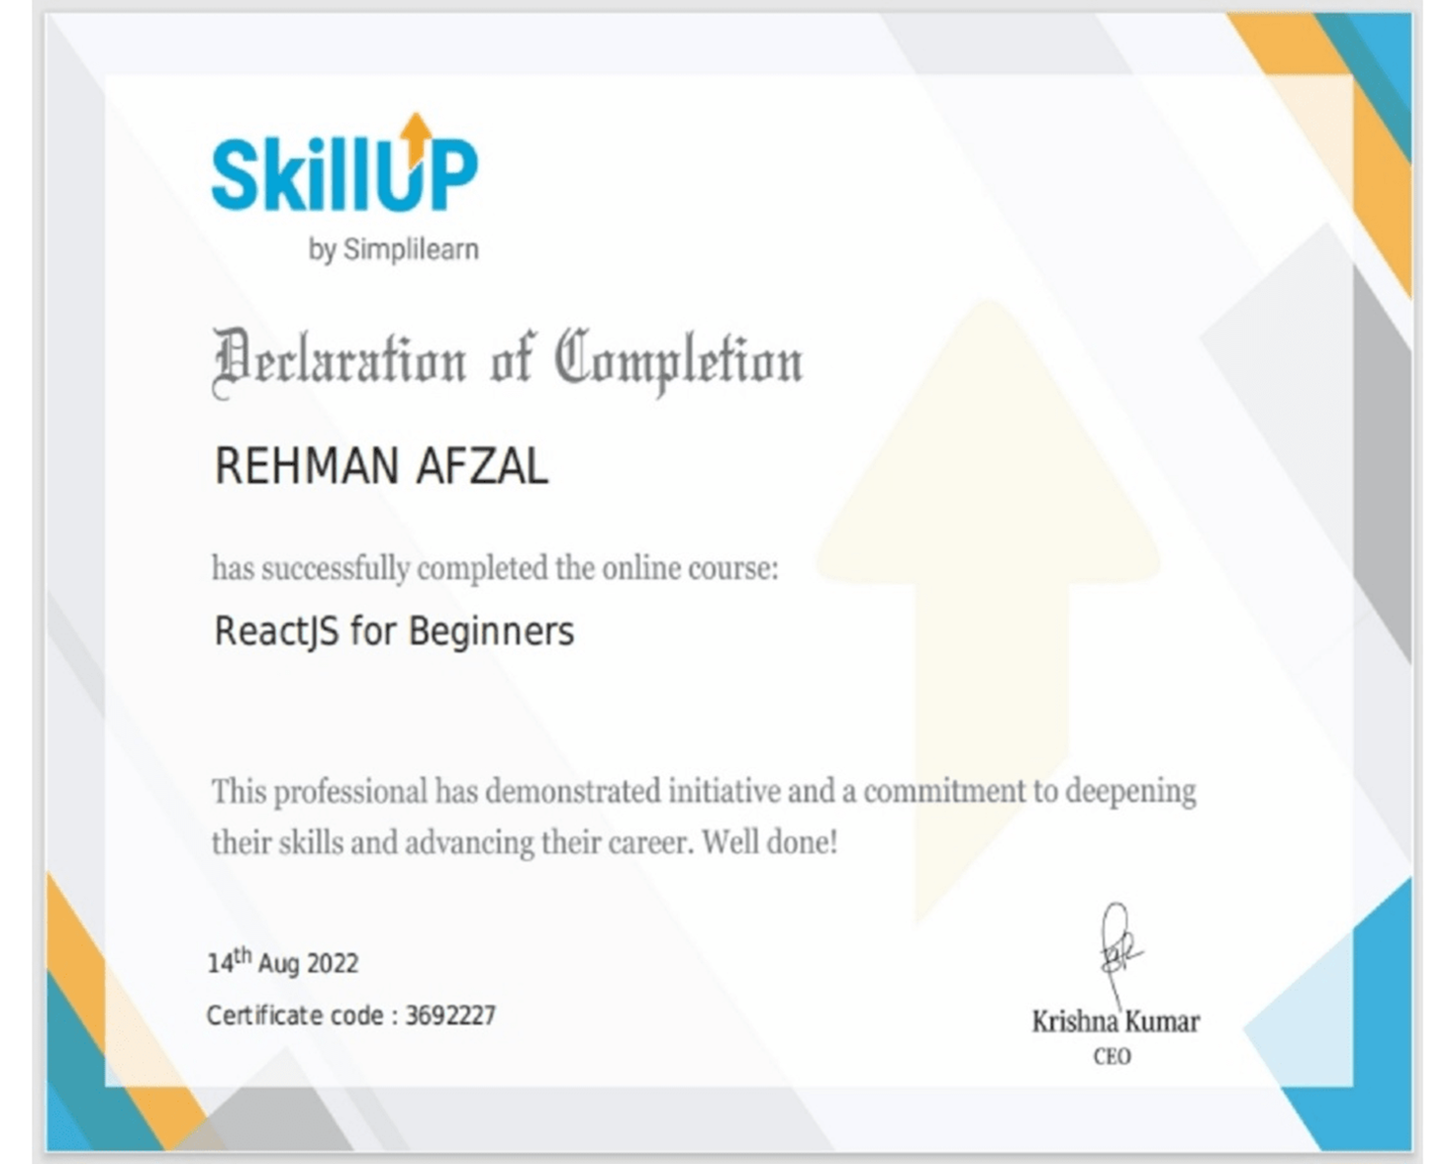 SkillUP
by Simplilearn
Declaration of Completion
REHMAN AFZAL
has successfully completed the online course:
ReactJS for Beginners
This professional has demonstrated initiative and a commitment to deepening
their skills and advancing their career. Well done!
14th Aug 2022
Certificate code : 3692227
Krishna Kumar
CEO